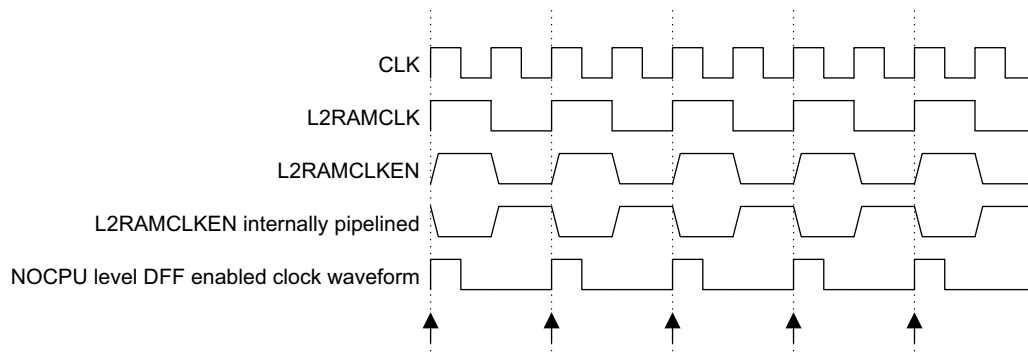 CLK
L2RAMCLK
L2RAMCLKEN
L2RAMCLKEN internally pipelined
NOCPU level DFF enabled clock waveform